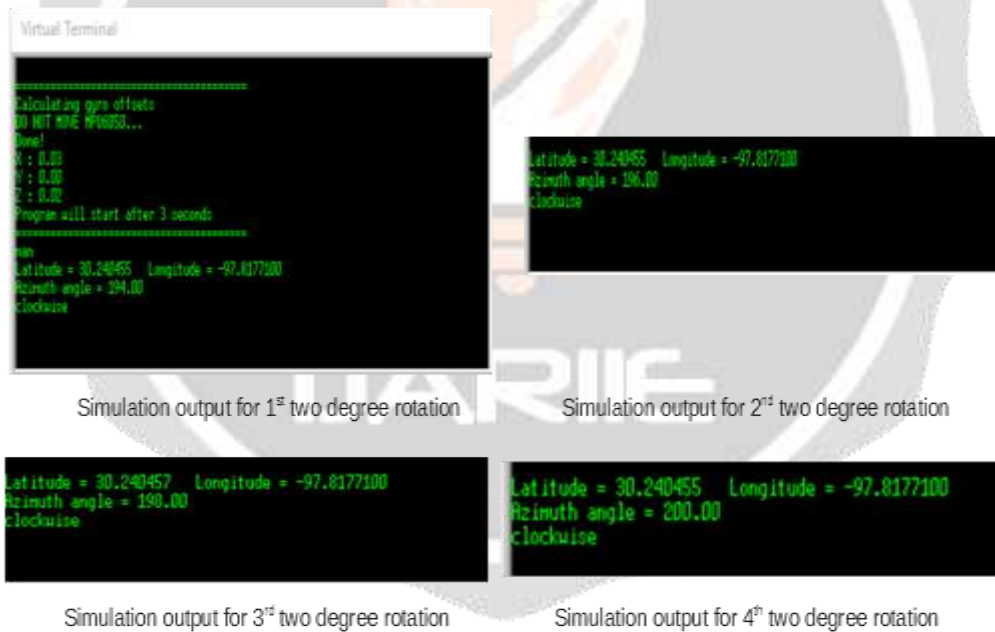 Virtual Terminal
========================================
Calculating gyro offsets
DO NOT MOVE MPU6050...
Done!
X : 0.03
Y : 0.00
Z : 0.02
Program will start after 3 seconds
========================================
nan
Latitude = 30.240455 Longitude = -97.8177100
Azimuth angle = 194.00
clockwise
Latitude = 30.240455 Longitude = -97.8177100
Azimuth angle = 196.00
clockwise
Simulation output for 1st two degree rotation
Simulation output for 2nd two degree rotation
Latitude = 30.240457 Longitude = -97.8177100
Azimuth angle = 198.00
clockwise
Latitude = 30.240455 Longitude = -97.8177100
Azimuth angle = 200.00
clockwise
Simulation output for 3rd two degree rotation
Simulation output for 4th two degree rotation
IJARIIE